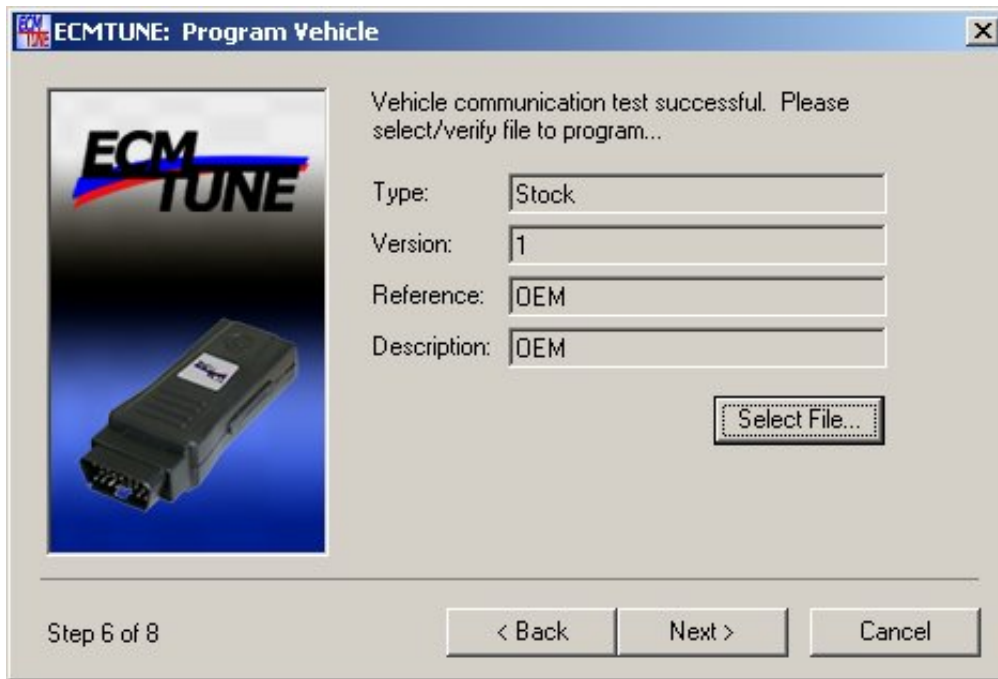 ECMTUNE: Program Vehicle
ECM
TUNE
Vehicle communication test successful. Please
select/verify file to program...
Type: Stock
Version: 1
Reference: OEM
Description: OEM
Select File...
Step 6 of 8
< Back
Next >
Cancel